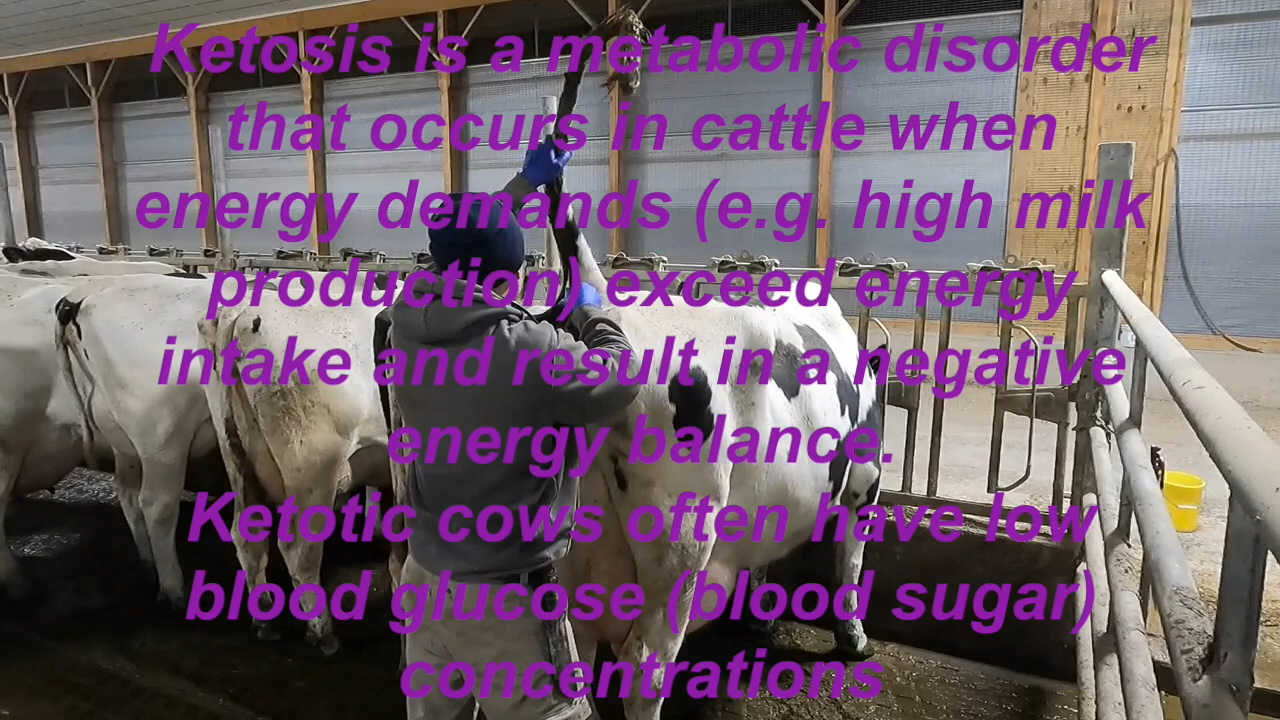 Ketosis is a metabolic disorder
that occurs in cattle when
energy demands (e.g. high milk
production) exceed energy
intake and result in a negative
energy balance.
Ketotic cows often have low
blood glucose (blood sugar)
concentrations